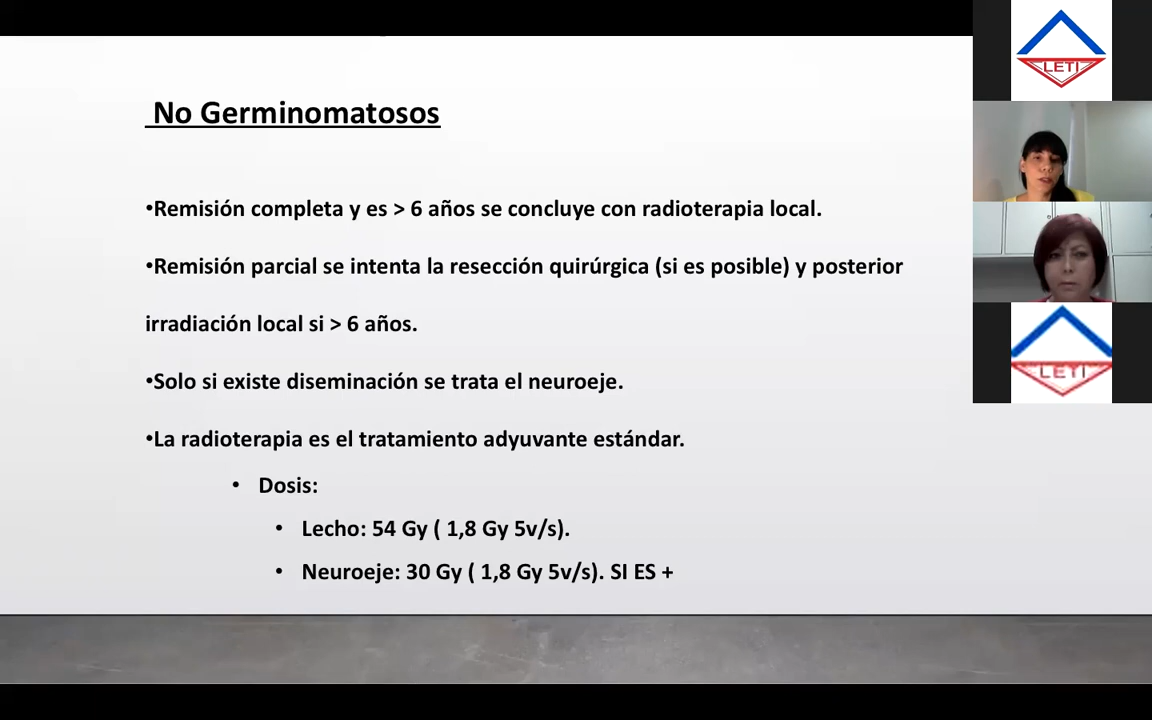 No Germinomatosos
•Remisión completa y es > 6 años se concluye con radioterapia local.
•Remisión parcial se intenta la resección quirúrgica (si es posible) y posterior
irradiación local si > 6 años.
•Solo si existe diseminación se trata el neuroeje.
•La radioterapia es el tratamiento adyuvante estándar.
• Dosis:
• Lecho: 54 Gy ( 1,8 Gy 5v/s).
• Neuroeje: 30 Gy ( 1,8 Gy 5v/s). SI ES +
LETI
LETI